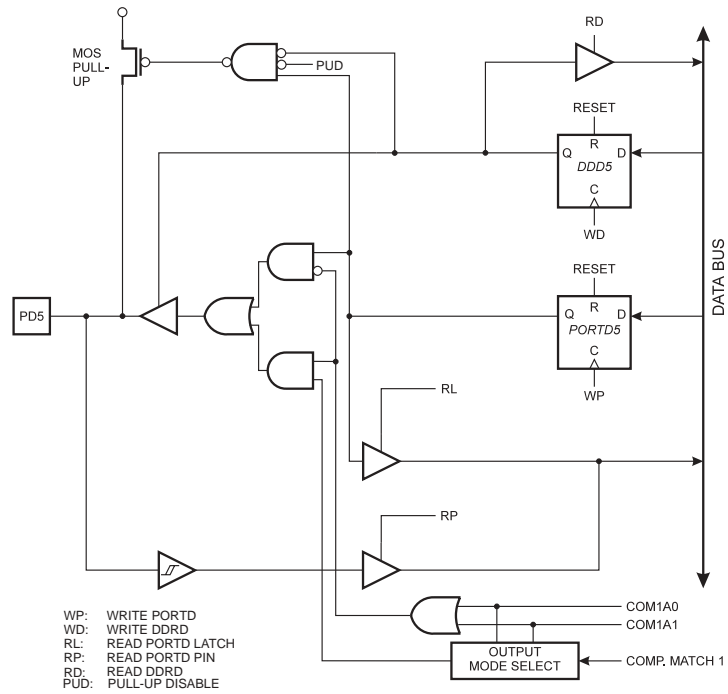 RD
MOS
PULL-
UP
PUD
RESET
R
Q
D
DDD5
C
WD
DATA BUS
RESET
R
PD5
Q
D
PORTD5
C
WP
RL
RP
WP: WRITE PORTD
WD: WRITE DDRD
RL: READ PORTD LATCH
RP: READ PORTD PIN
RD: READ DDRD
PUD: PULL-UP DISABLE
COM1A0
COM1A1
OUTPUT
MODE SELECT
COMP. MATCH 1